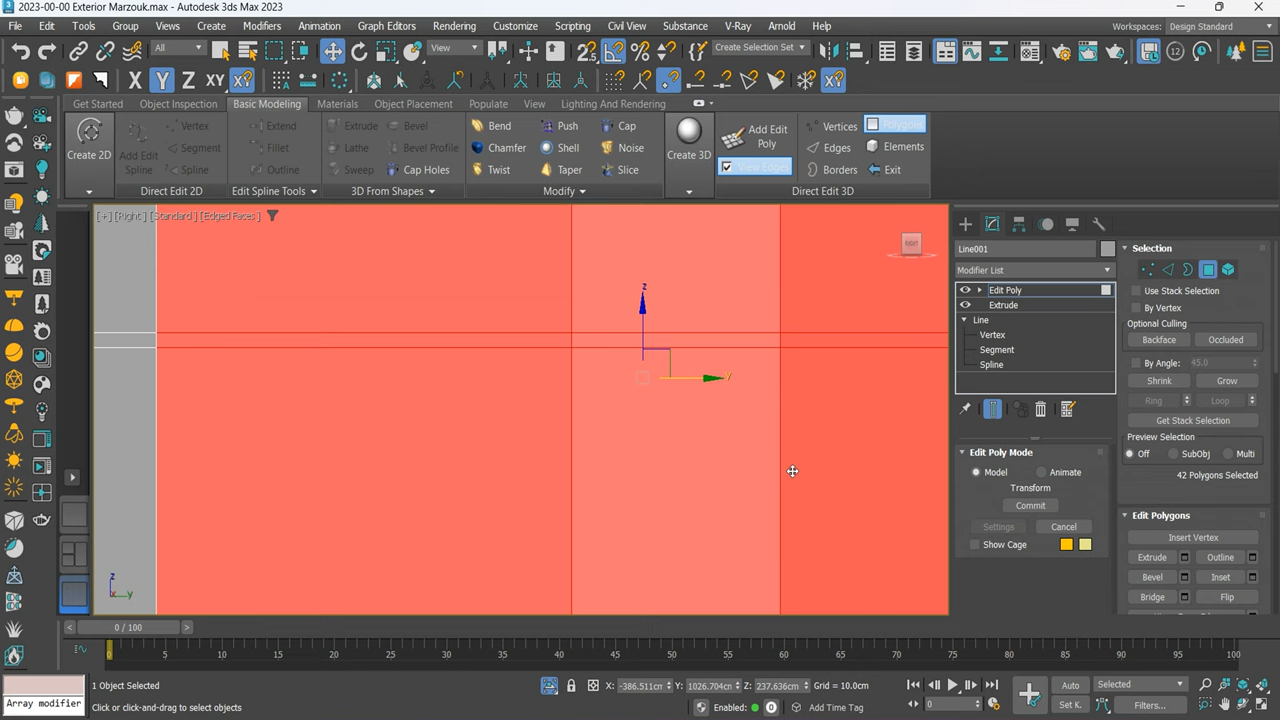 2023-00-00 Exterior Marzouk.max - Autodesk 3ds Max 2023
File Edit Tools Group Views Create Modifiers Animation Graph Editors Rendering Customize Scripting Civil View Substance V-Ray Arnold Help Workspaces: Design Standard
All View Create Selection Set
X Y Z XY
Get Started Object Inspection Basic Modeling Materials Object Placement Populate View Lighting And Rendering
Create 2D Add Edit Spline Vertex Segment Spline Direct Edit 2D
Extend Fillet Outline Edit Spline Tools
Extrude Bevel Lathe Bevel Profile Sweep Cap Holes 3D From Shapes
Bend Push Cap Chamfer Shell Noise Twist Taper Slice Modify
Create 3D Add Edit Poly View Edges Vertices Polygons Edges Elements Borders Exit Direct Edit 3D
[+] [Right] [Standard] [Edged Faces]
RIGHT
z
y
z
y
Line001
Modifier List
Edit Poly
Extrude
Line
Vertex
Segment
Spline
Edit Poly Mode
Model Animate
Transform
Commit
Settings Cancel
Show Cage
Selection
Use Stack Selection
By Vertex
Optional Culling
Backface Occluded
By Angle: 45.0
Shrink Grow
Ring Loop
Get Stack Selection
Preview Selection
Off SubObj Multi
42 Polygons Selected
Edit Polygons
Insert Vertex
Extrude Outline
Bevel Inset
Bridge Flip
< 0 / 100 >
0 5 10 15 20 25 30 35 40 45 50 55 60 65 70 75 80 85 90 95 100
1 Object Selected X: -386.511cm Y: 1026.704cm Z: 237.636cm Grid = 10.0cm Auto Selected
Array modifier Click or click-and-drag to select objects Enabled: 0 Add Time Tag 0 Set K. Filters...